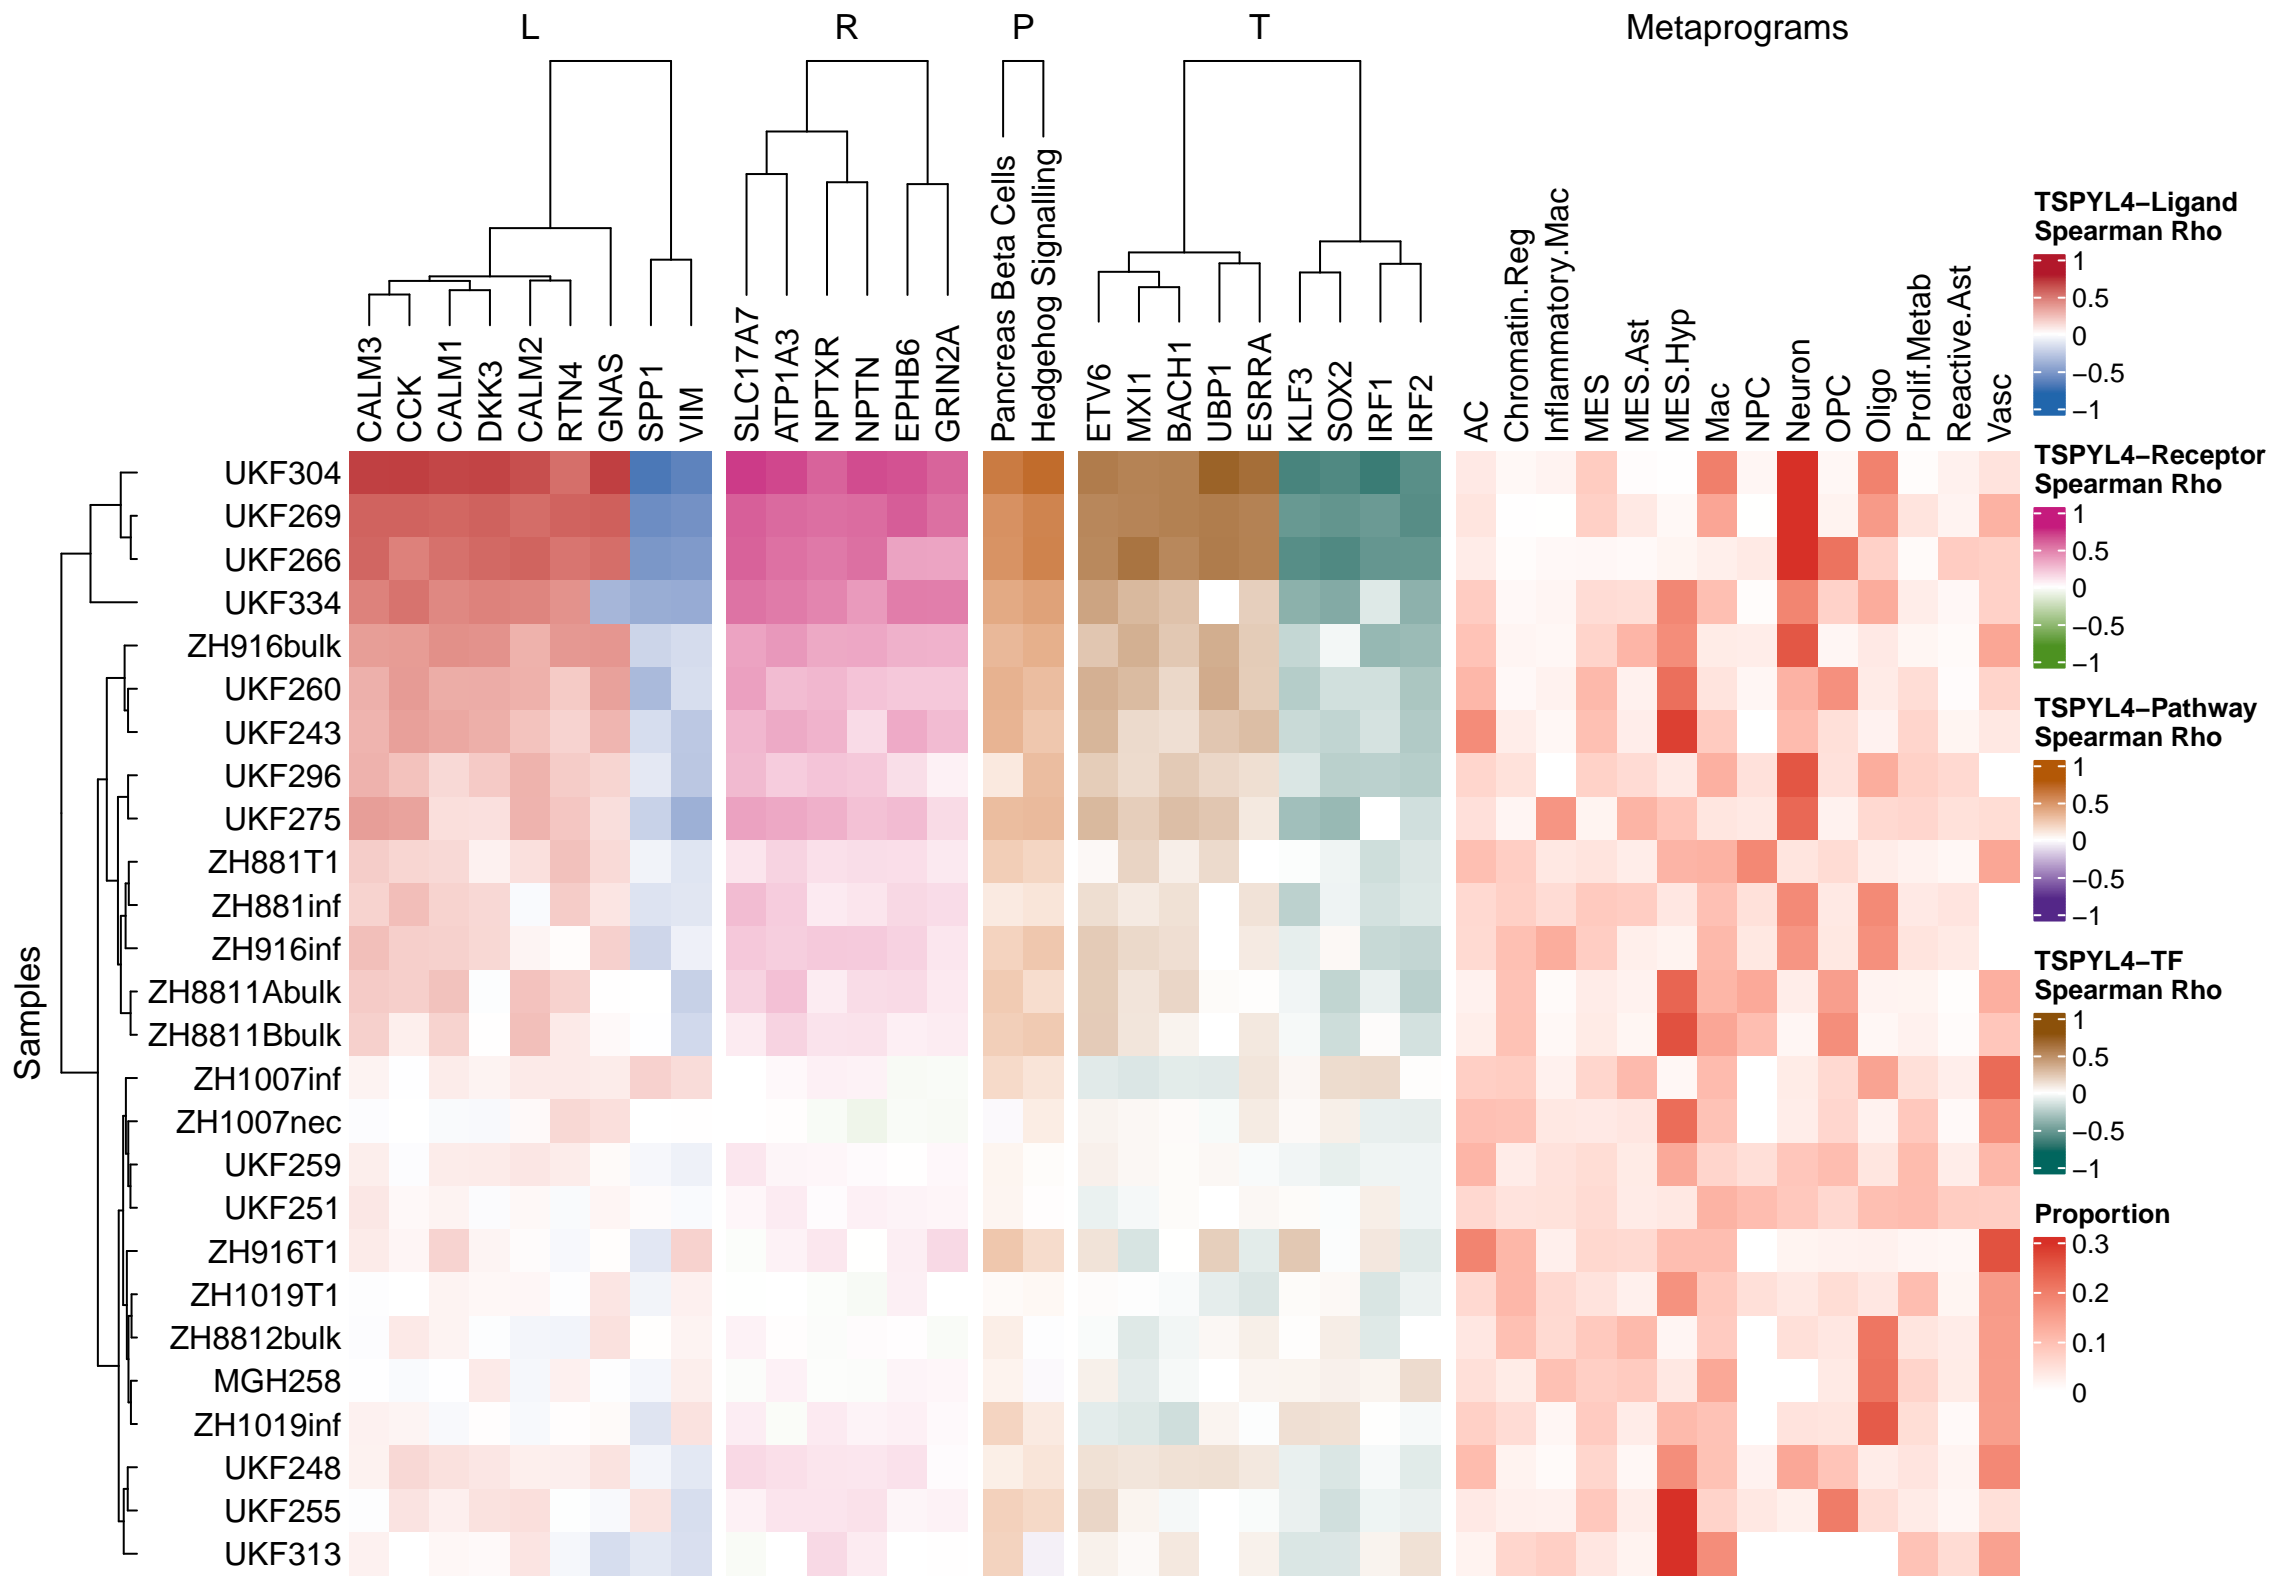 L R P T Metaprograms
CALM3 CCK CALM1 DKK3 CALM2 RTN4 GNAS SPP1 VIM
SLC17A7 ATP1A3 NPTXR NPTN EPHB6 GRIN2A
Pancreas Beta Cells
Hedgehog Signalling
ETV6 MXI1 BACH1 UBP1 ESRRA KLF3 SOX2 IRF1 IRF2
AC Chromatin.Reg Inflammatory.Mac MES MES.Ast MES.Hyp Mac NPC Neuron OPC Oligo Prolif.Metab Reactive.Ast Vasc
Samples
UKF304
UKF269
UKF266
UKF334
ZH916bulk
UKF260
UKF243
UKF296
UKF275
ZH881T1
ZH881inf
ZH916inf
ZH8811Abulk
ZH8811Bbulk
ZH1007inf
ZH1007nec
UKF259
UKF251
ZH916T1
ZH1019T1
ZH8812bulk
MGH258
ZH1019inf
UKF248
UKF255
UKF313
TSPYL4−Ligand
Spearman Rho
1
0.5
0
−0.5
−1
TSPYL4−Receptor
Spearman Rho
1
0.5
0
−0.5
−1
TSPYL4−Pathway
Spearman Rho
1
0.5
0
−0.5
−1
TSPYL4−TF
Spearman Rho
1
0.5
0
−0.5
−1
Proportion
0.3
0.2
0.1
0